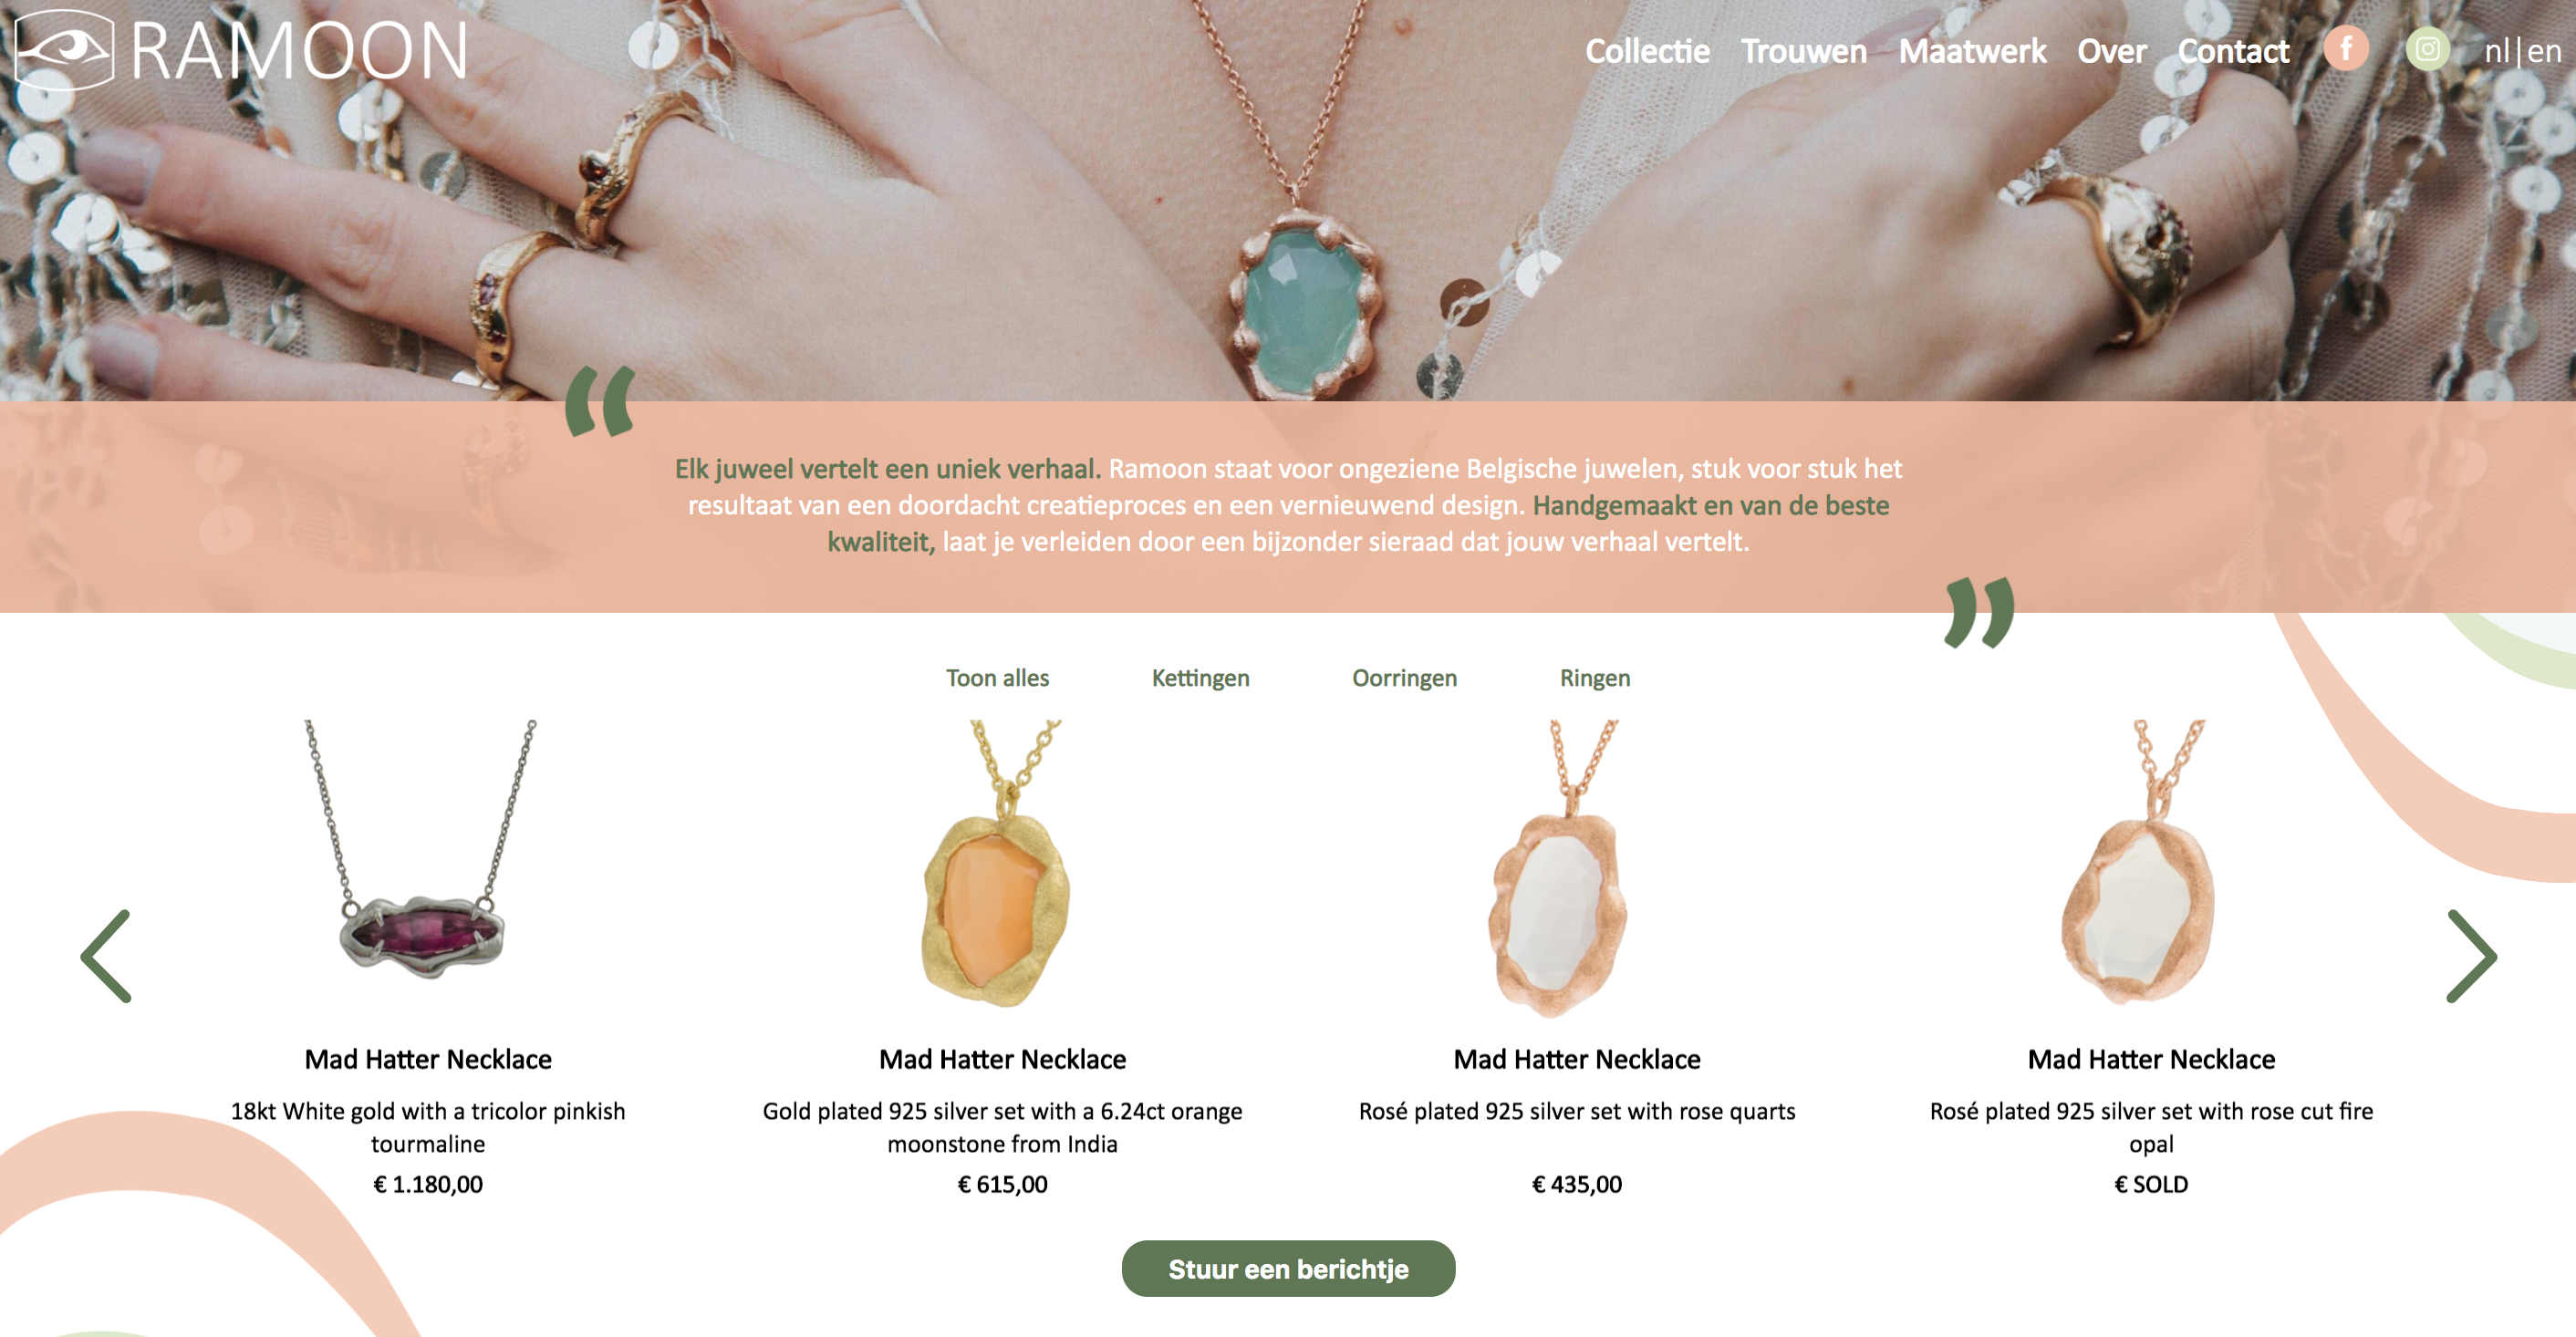 RAMOON
Collectie Trouwen Maatwerk Over Contact f nl|en
“
Elk juweel vertelt een uniek verhaal. Ramoon staat voor ongeziene Belgische juwelen, stuk voor stuk het
resultaat van een doordacht creatieproces en een vernieuwend design. Handgemaakt en van de beste
kwaliteit, laat je verleiden door een bijzonder sieraad dat jouw verhaal vertelt.
”
Toon alles Kettingen Oorringen Ringen
Mad Hatter Necklace
18kt White gold with a tricolor pinkish
tourmaline
€ 1.180,00
Mad Hatter Necklace
Gold plated 925 silver set with a 6.24ct orange
moonstone from India
€ 615,00
Mad Hatter Necklace
Rosé plated 925 silver set with rose quarts
€ 435,00
Mad Hatter Necklace
Rosé plated 925 silver set with rose cut fire
opal
€ SOLD
Stuur een berichtje